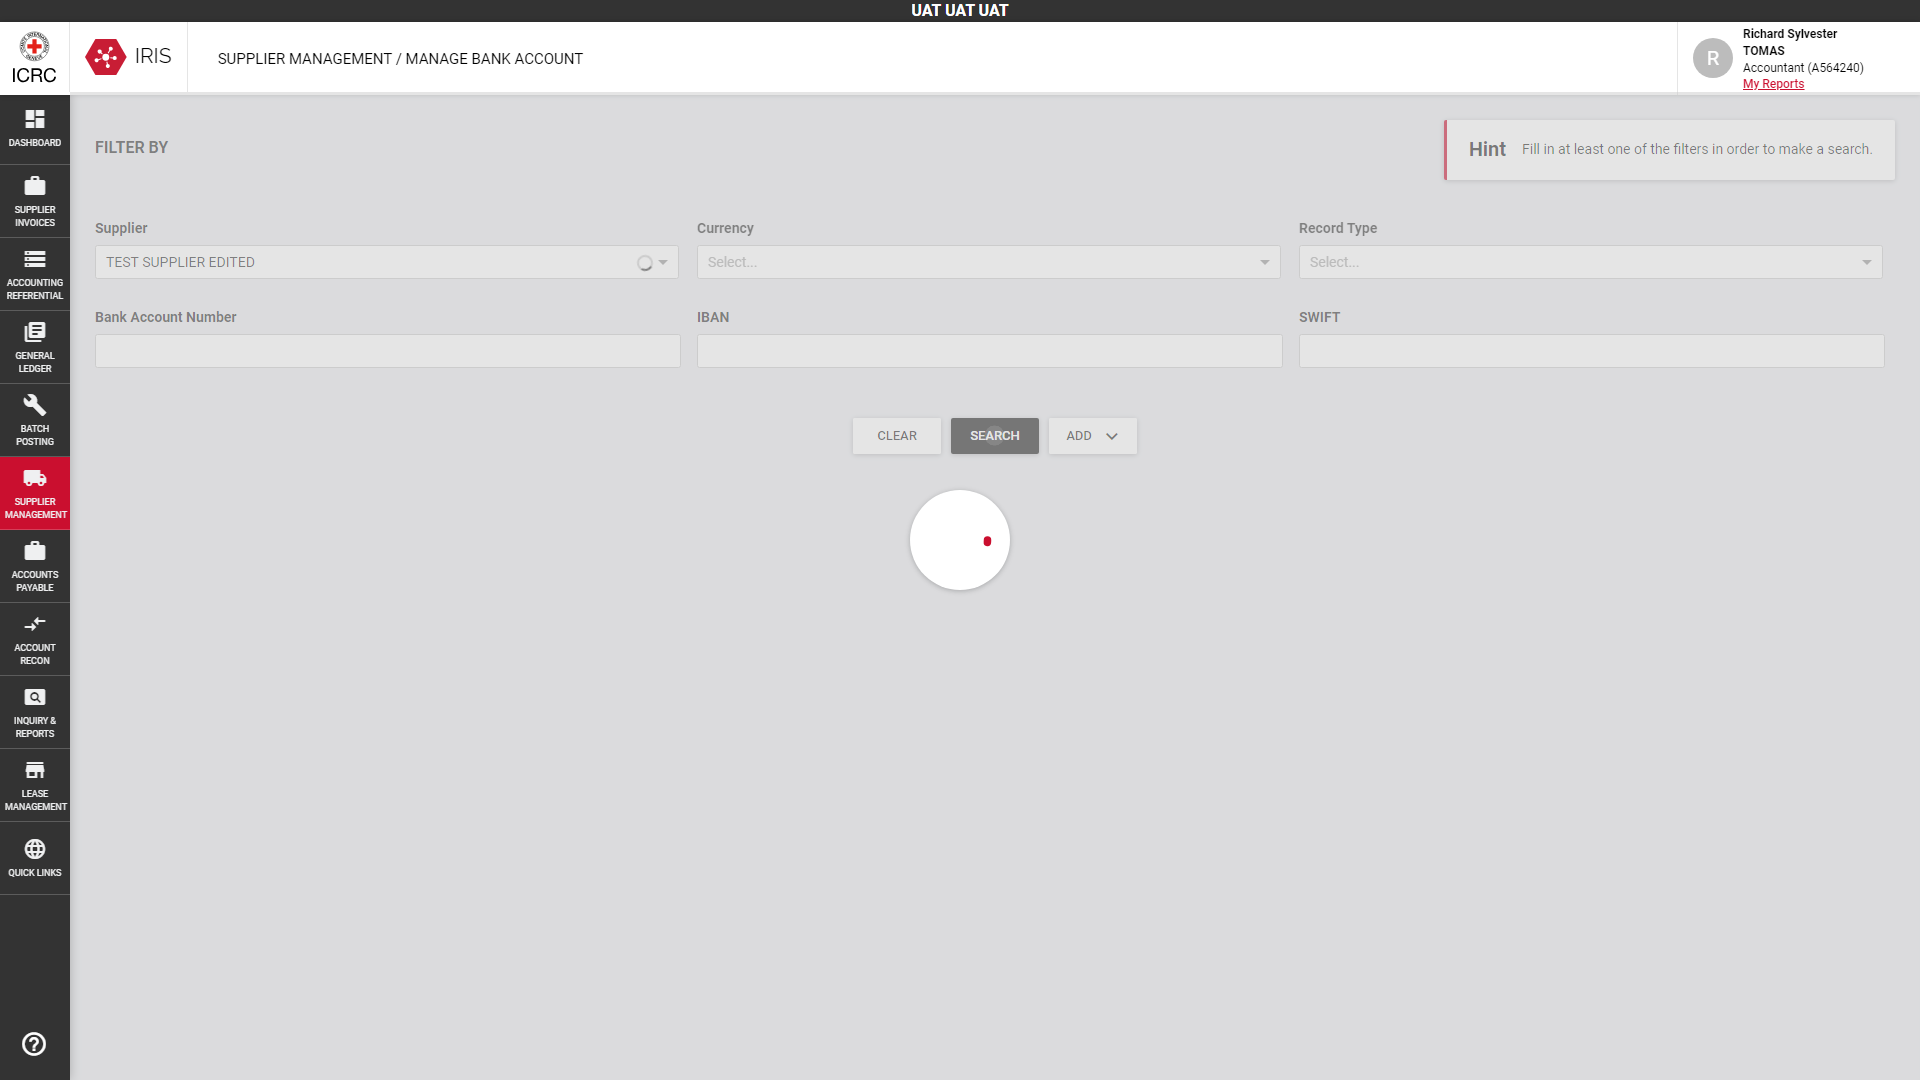 UAT UAT UAT
ICRC
IRIS
SUPPLIER MANAGEMENT / MANAGE BANK ACCOUNT
R
Richard Sylvester
TOMAS
Accountant (A564240)
My Reports
DASHBOARD
SUPPLIER
INVOICES
ACCOUNTING
REFERENTIAL
GENERAL
LEDGER
BATCH
POSTING
SUPPLIER
MANAGEMENT
ACCOUNTS
PAYABLE
ACCOUNT
RECON
INQUIRY &
REPORTS
LEASE
MANAGEMENT
QUICK LINKS
FILTER BY
Hint Fill in at least one of the filters in order to make a search.
Supplier Currency Record Type
TEST SUPPLIER EDITED Select... Select...
Bank Account Number IBAN SWIFT
CLEAR SEARCH ADD